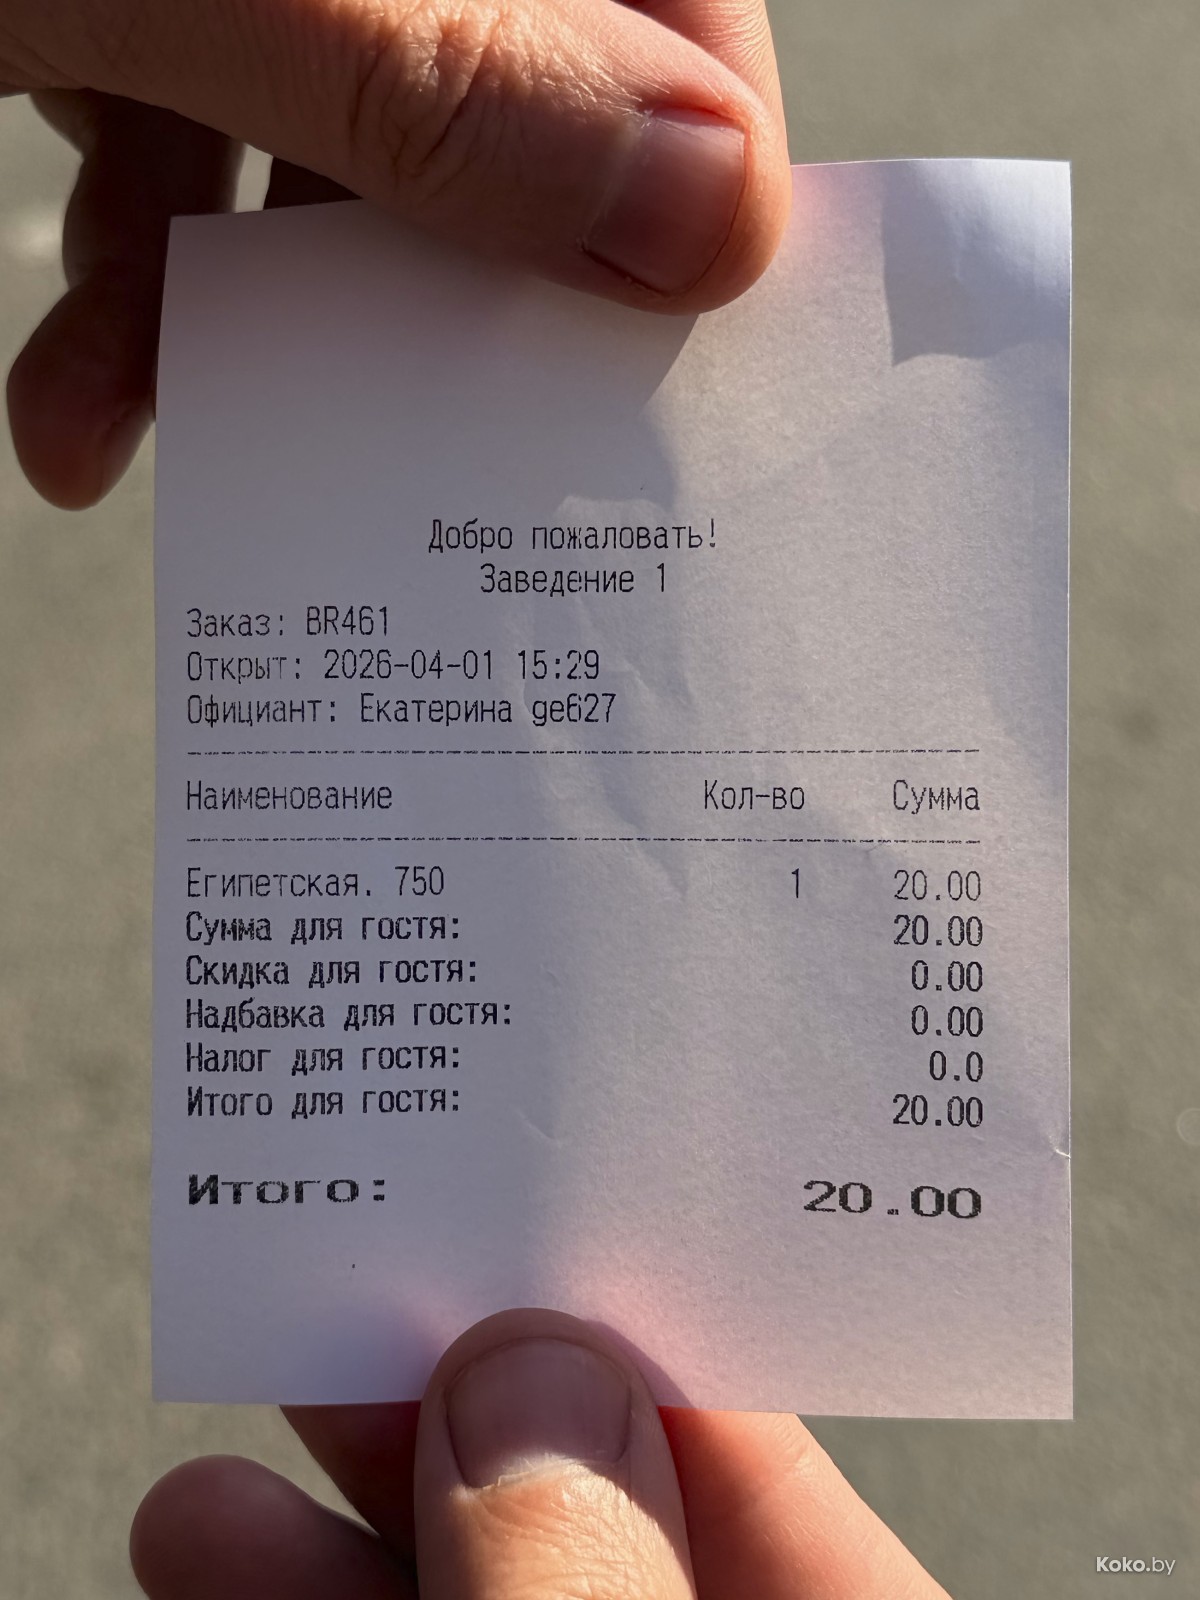 Добро пожаловать!
Заведение 1
Заказ: BR461
Открыт: 2026-04-01 15:29
Официант: Екатерина ge627
Наименование Кол-во Сумма
Египетская. 750 1 20.00
Сумма для гостя: 20.00
Скидка для гостя: 0.00
Надбавка для гостя: 0.00
Налог для гостя: 0.0
Итого для гостя: 20.00
Итого: 20.00
Koko.by